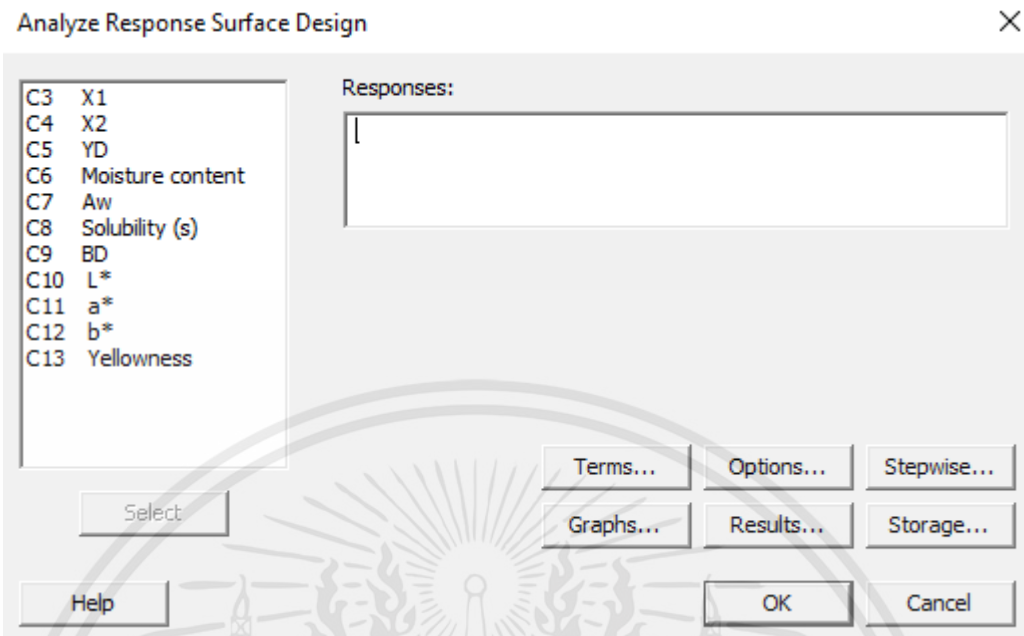 Analyze Response Surface Design
C3 X1
C4 X2
C5 YD
C6 Moisture content
C7 Aw
C8 Solubility (s)
C9 BD
C10 L*
C11 a*
C12 b*
C13 Yellowness
Responses:
Terms... Options... Stepwise...
Select
Graphs... Results... Storage...
Help OK Cancel